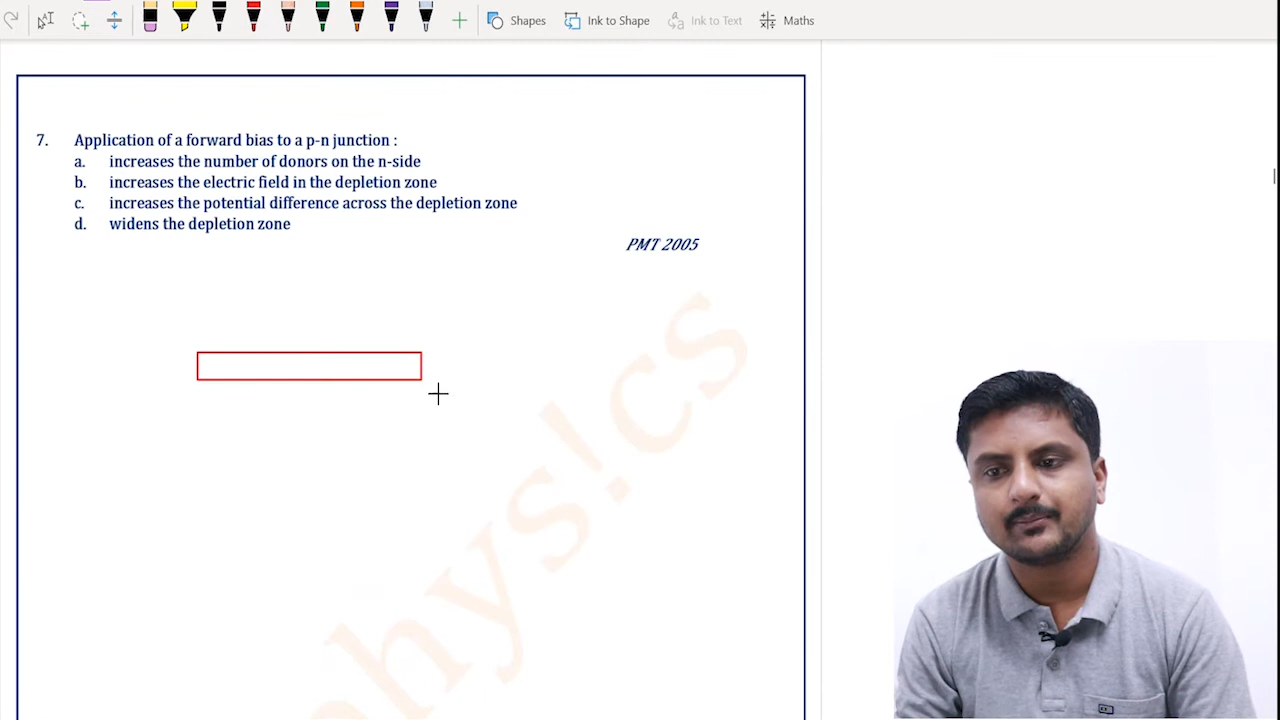 Shapes Ink to Shape Ink to Text Maths
7. Application of a forward bias to a p-n junction :
a. increases the number of donors on the n-side
b. increases the electric field in the depletion zone
c. increases the potential difference across the depletion zone
d. widens the depletion zone
PMT 2005
phys!cs